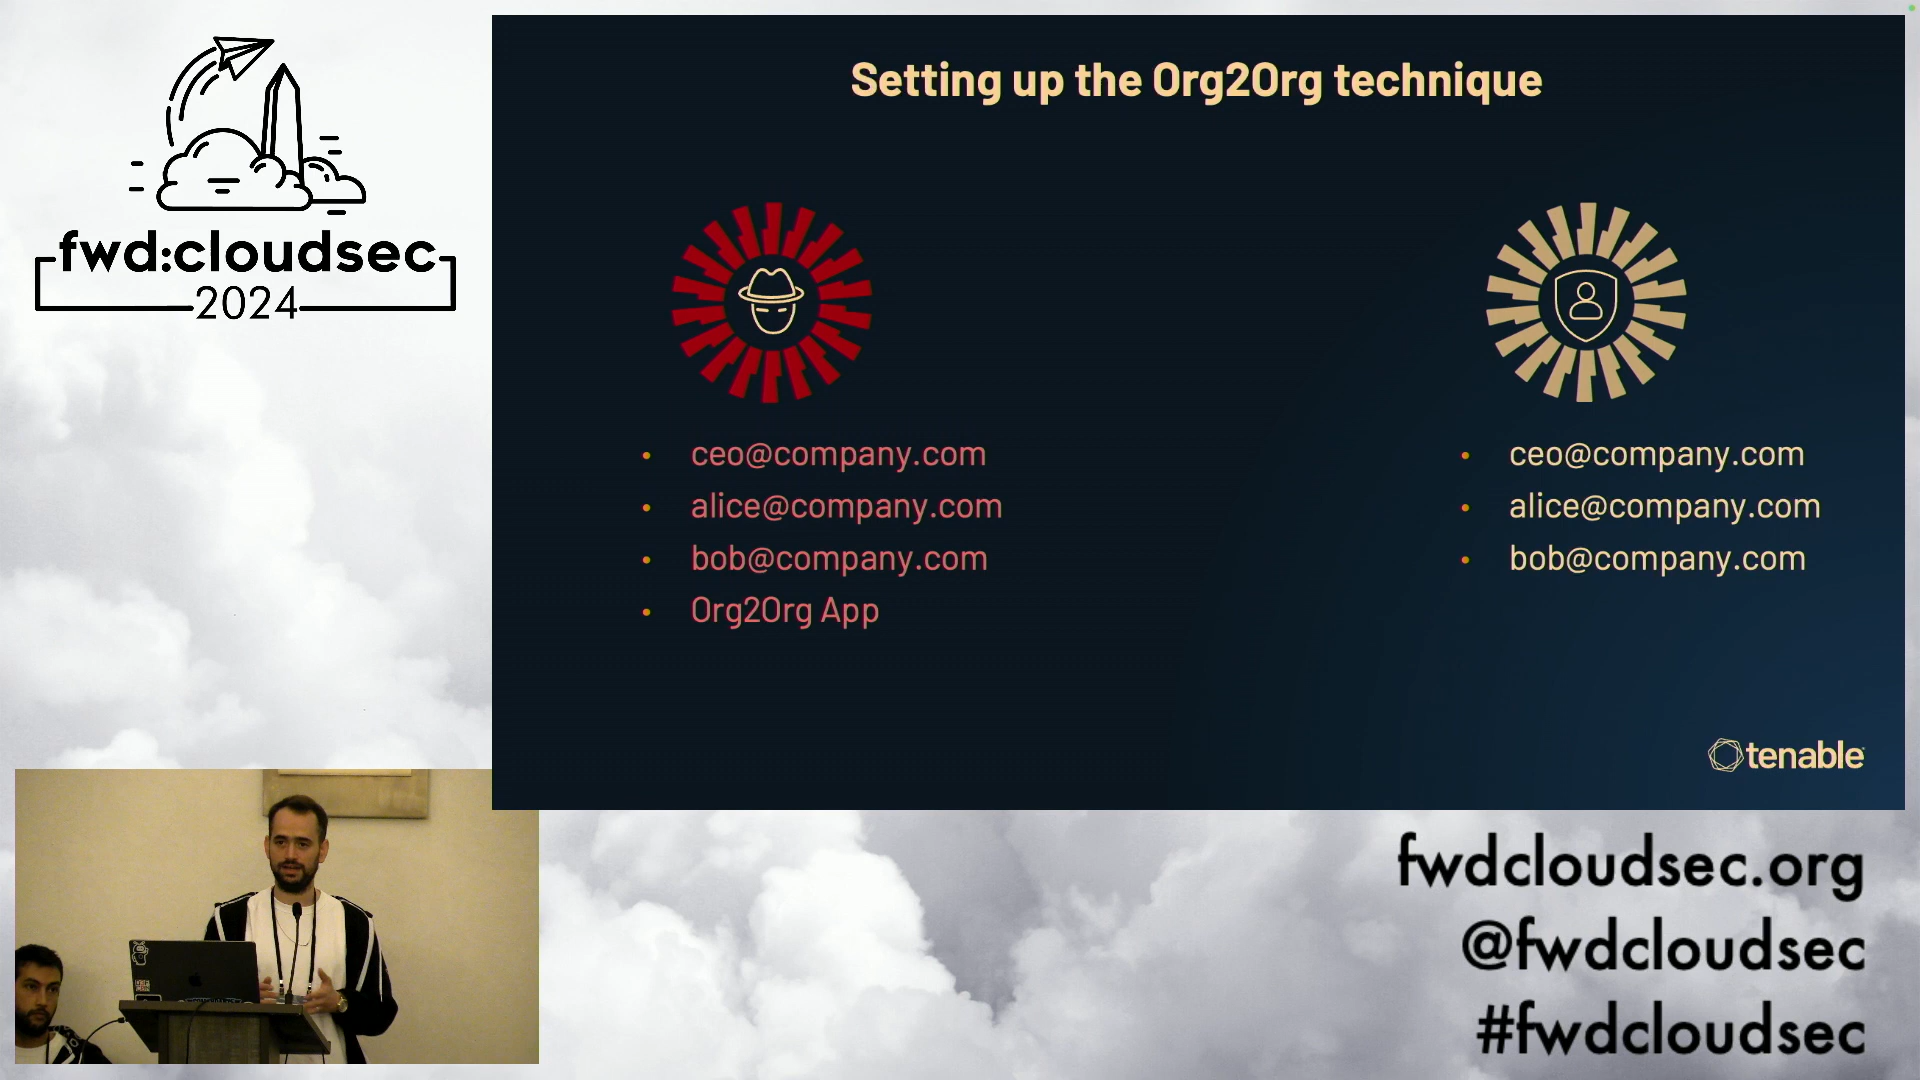 fwd:cloudsec
2024
Setting up the Org2Org technique
• ceo@company.com
• alice@company.com
• bob@company.com
• Org2Org App
• ceo@company.com
• alice@company.com
• bob@company.com
tenable
fwdcloudsec.org
@fwdcloudsec
#fwdcloudsec